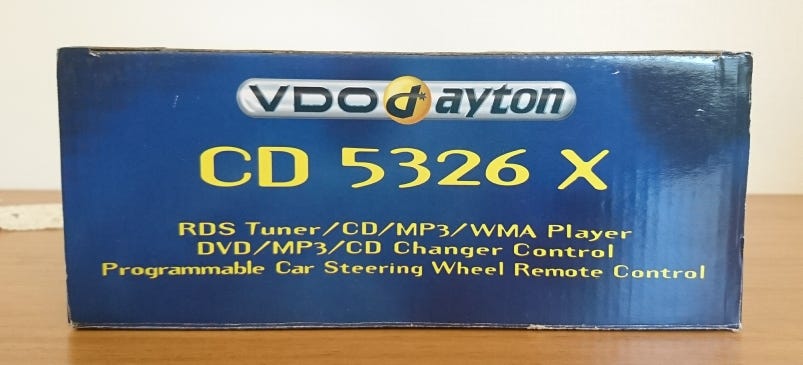 VDO dayton
CD 5326 X
RDS Tuner/CD/MP3/WMA Player
DVD/MP3/CD Changer Control
Programmable Car Steering Wheel Remote Control